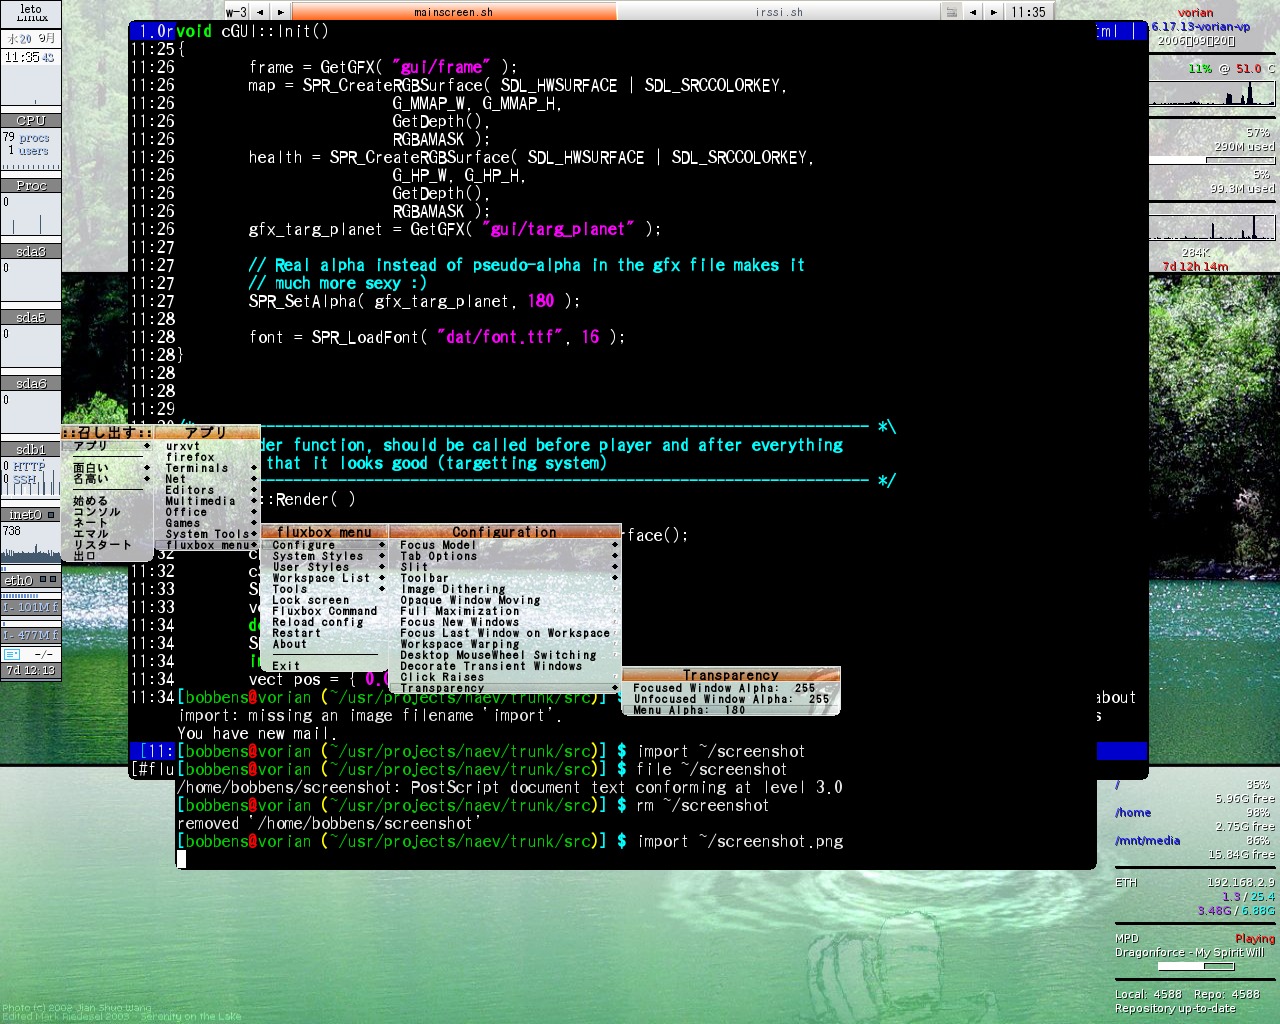 leto
Linux
水20 9月
11:35 43
CPU
79 procs
1 users
Proc
0
sda3
0
sda5
0
sda6
0
sdb1
0 HTTP
SSH
inet0
738
eth0
101M f
477M f
-/-
7d 12:13
w-3
mainscreen.sh
irssi.sh
11:35
vorian
6.17.13-vorian-vp
2006 09 20
11% @ 51.0 C
57%
290M used
5%
99.3M used
284K
7d 12h 14m
void cGUI::Init()
11:25 {
11:26 frame = GetGFX( "gui/frame" );
11:26 map = SPR_CreateRGBSurface( SDL_HWSURFACE | SDL_SRCCOLORKEY,
11:26 G_MMAP_W, G_MMAP_H,
11:26 GetDepth(),
11:26 RGBAMASK );
11:26 health = SPR_CreateRGBSurface( SDL_HWSURFACE | SDL_SRCCOLORKEY,
11:26 G_HP_W, G_HP_H,
11:26 GetDepth(),
11:26 RGBAMASK );
11:26 gfx_targ_planet = GetGFX( "gui/targ_planet" );
11:27
11:27 // Real alpha instead of pseudo-alpha in the gfx file makes it
11:27 // much more sexy :)
11:27 SPR_SetAlpha( gfx_targ_planet, 180 );
11:28
11:28 font = SPR_LoadFont( "dat/font.ttf", 16 );
11:28 }
11:28
11:28
11:29
*\
function, should be called before player and after everything
that it looks good (targetting system)
*/
::Render( )
face();
11:32
11:33
11:33
11:34
11:34
11:34
11:34
11:34 vect pos = {
::召し出す::
アプリ
面白い
名高い
始める
コンソル
ネート
エマル
リスタート
出口
アプリ
urxvt
firefox
Terminals
Net
Editors
Multimedia
Office
Games
System Tools
fluxbox menu
fluxbox menu
Configure
System Styles
User Styles
Workspace List
Tools
Lock screen
Fluxbox Command
Reload config
Restart
About
Exit
Configuration
Focus Model
Tab Options
Slit
Toolbar
Image Dithering
Opaque Window Moving
Full Maximization
Focus New Windows
Focus Last Window on Workspace
Workspace Warping
Desktop MouseWheel Switching
Decorate Transient Windows
Click Raises
Transparency
Transparency
Focused Window Alpha: 255
Unfocused Window Alpha: 255
Menu Alpha: 180
11:34 [bobbens@vorian (~/usr/projects/naev/trunk/src)] $
about
import: missing an image filename 'import'.
You have new mail.
[11: [bobbens@vorian (~/usr/projects/naev/trunk/src)] $ import ~/screenshot
[#flu [bobbens@vorian (~/usr/projects/naev/trunk/src)] $ file ~/screenshot
/home/bobbens/screenshot: PostScript document text conforming at level 3.0
[bobbens@vorian (~/usr/projects/naev/trunk/src)] $ rm ~/screenshot
removed '/home/bobbens/screenshot'
[bobbens@vorian (~/usr/projects/naev/trunk/src)] $ import ~/screenshot.png
/ 35%
5.96G free
/home 98%
2.75G free
/mnt/media 86%
15.84G free
ETH 192.168.2.9
1.3 / 25.4
3.48G / 6.88G
MPD Playing
Dragonforce - My Spirit Will
Local: 4588 Repo: 4588
Repository up-to-date
Photo (c) 2002 Jian Shuo Wang
Edited Mark Riedesel 2003 - Serenity on the Lake